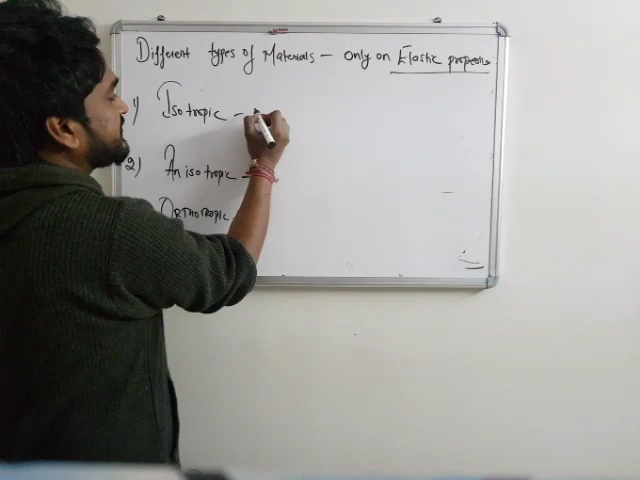 Different types of Materials - only on Elastic properties
1) Isotropic -
2) Anisotropic -
Orthotropic